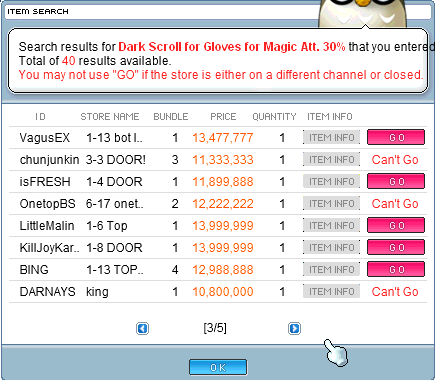 ITEM SEARCH
Search results for Dark Scroll for Gloves for Magic Att. 30% that you entered
Total of 40 results available.
You may not use "GO" if the store is either on a different channel or closed.
ID STORE NAME BUNDLE PRICE QUANTITY ITEM INFO
VagusEX 1-13 bot l.. 1 13,477,777 1 ITEM INFO GO
chunjunkin 3-3 DOOR! 3 11,333,333 1 ITEM INFO Can't Go
isFRESH 1-4 DOOR 1 11,899,888 1 ITEM INFO GO
OnetopBS 6-17 onet.. 2 12,222,222 1 ITEM INFO Can't Go
LittleMalin 1-6 Top 1 13,999,999 1 ITEM INFO GO
KillJoyKar.. 1-8 DOOR 1 13,999,999 1 ITEM INFO GO
BING 1-13 TOP.. 4 12,988,888 1 ITEM INFO GO
DARNAYS king 1 10,800,000 1 ITEM INFO Can't Go
[3/5]
OK